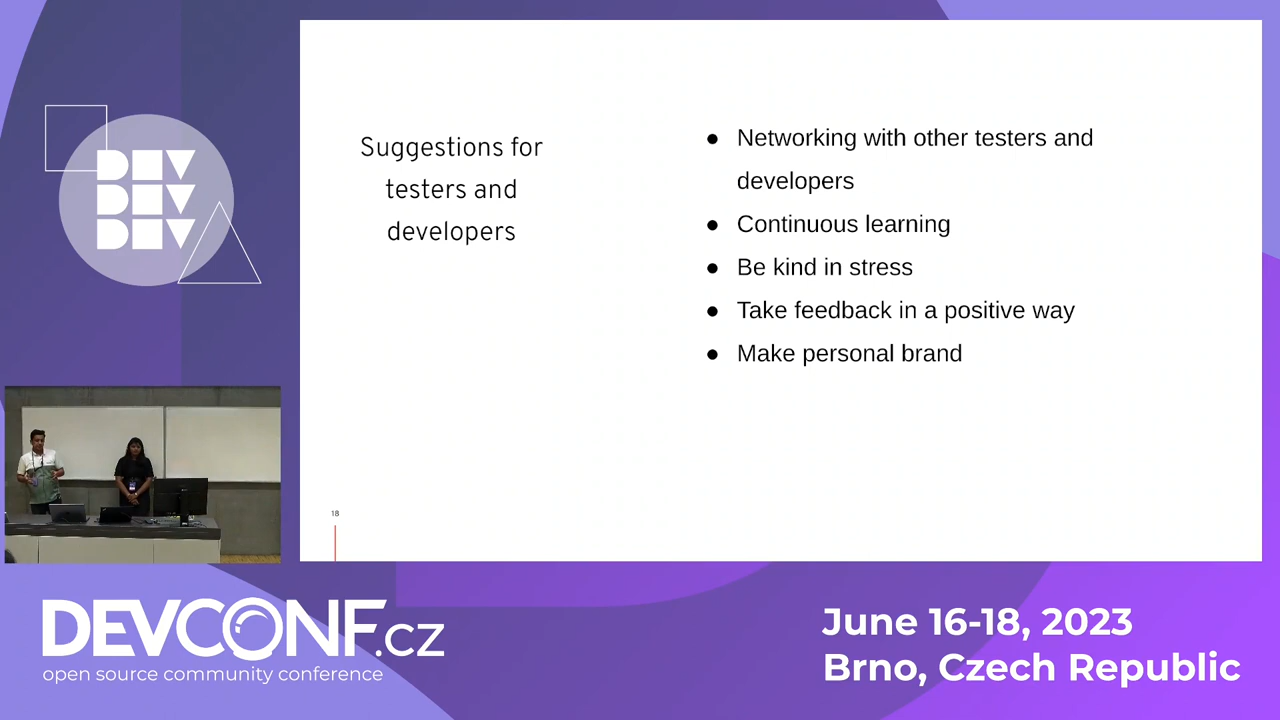 DEV
DEV
DEV
Suggestions for
testers and
developers
● Networking with other testers and
developers
● Continuous learning
● Be kind in stress
● Take feedback in a positive way
● Make personal brand
18
DEVCONF.CZ
open source community conference
June 16-18, 2023
Brno, Czech Republic